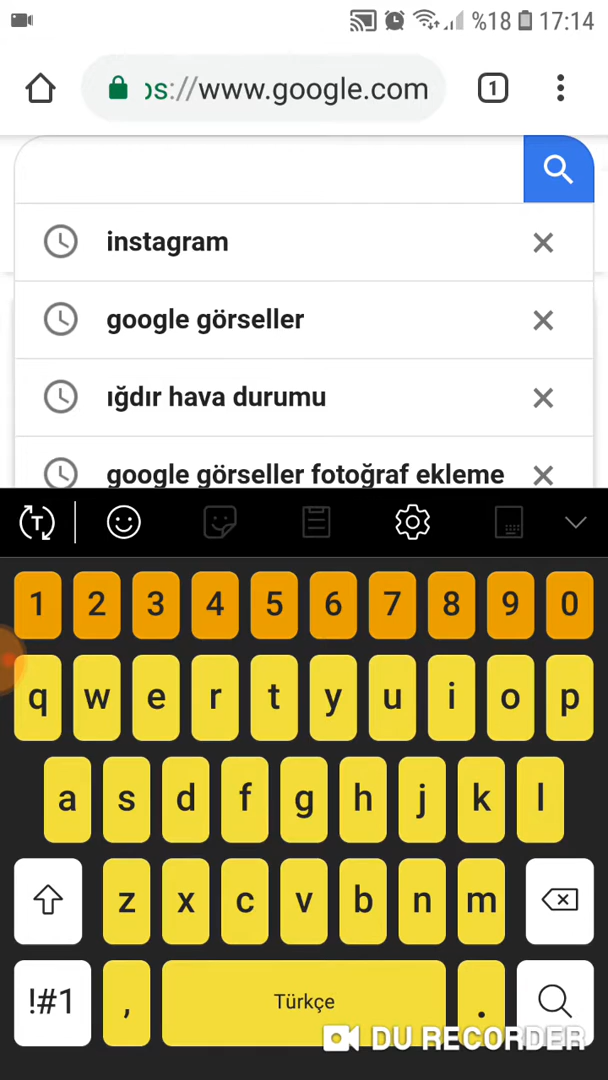 %18 17:14
ps://www.google.com 1
instagram
google görseller
ığdır hava durumu
google görseller fotoğraf ekleme
T
1 2 3 4 5 6 7 8 9 0
q w e r t y u i o p
a s d f g h j k l
z x c v b n m
!#1 , Türkçe .
DU RECORDER